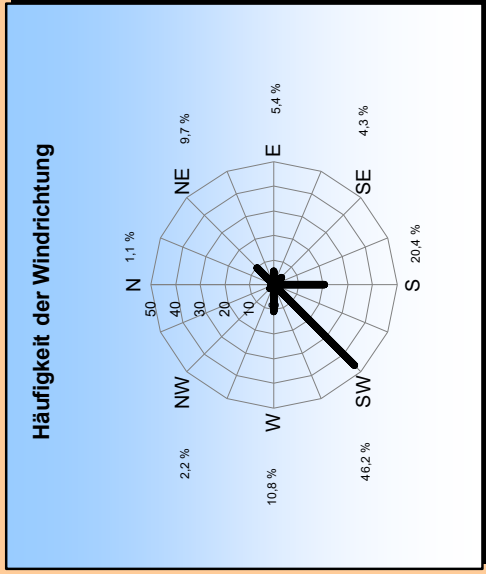 Häufigkeit der Windrichtung
N
1,1 %
NE
9,7 %
E
5,4 %
SE
4,3 %
S
20,4 %
SW
46,2 %
W
10,8 %
NW
2,2 %
50
40
30
20
10